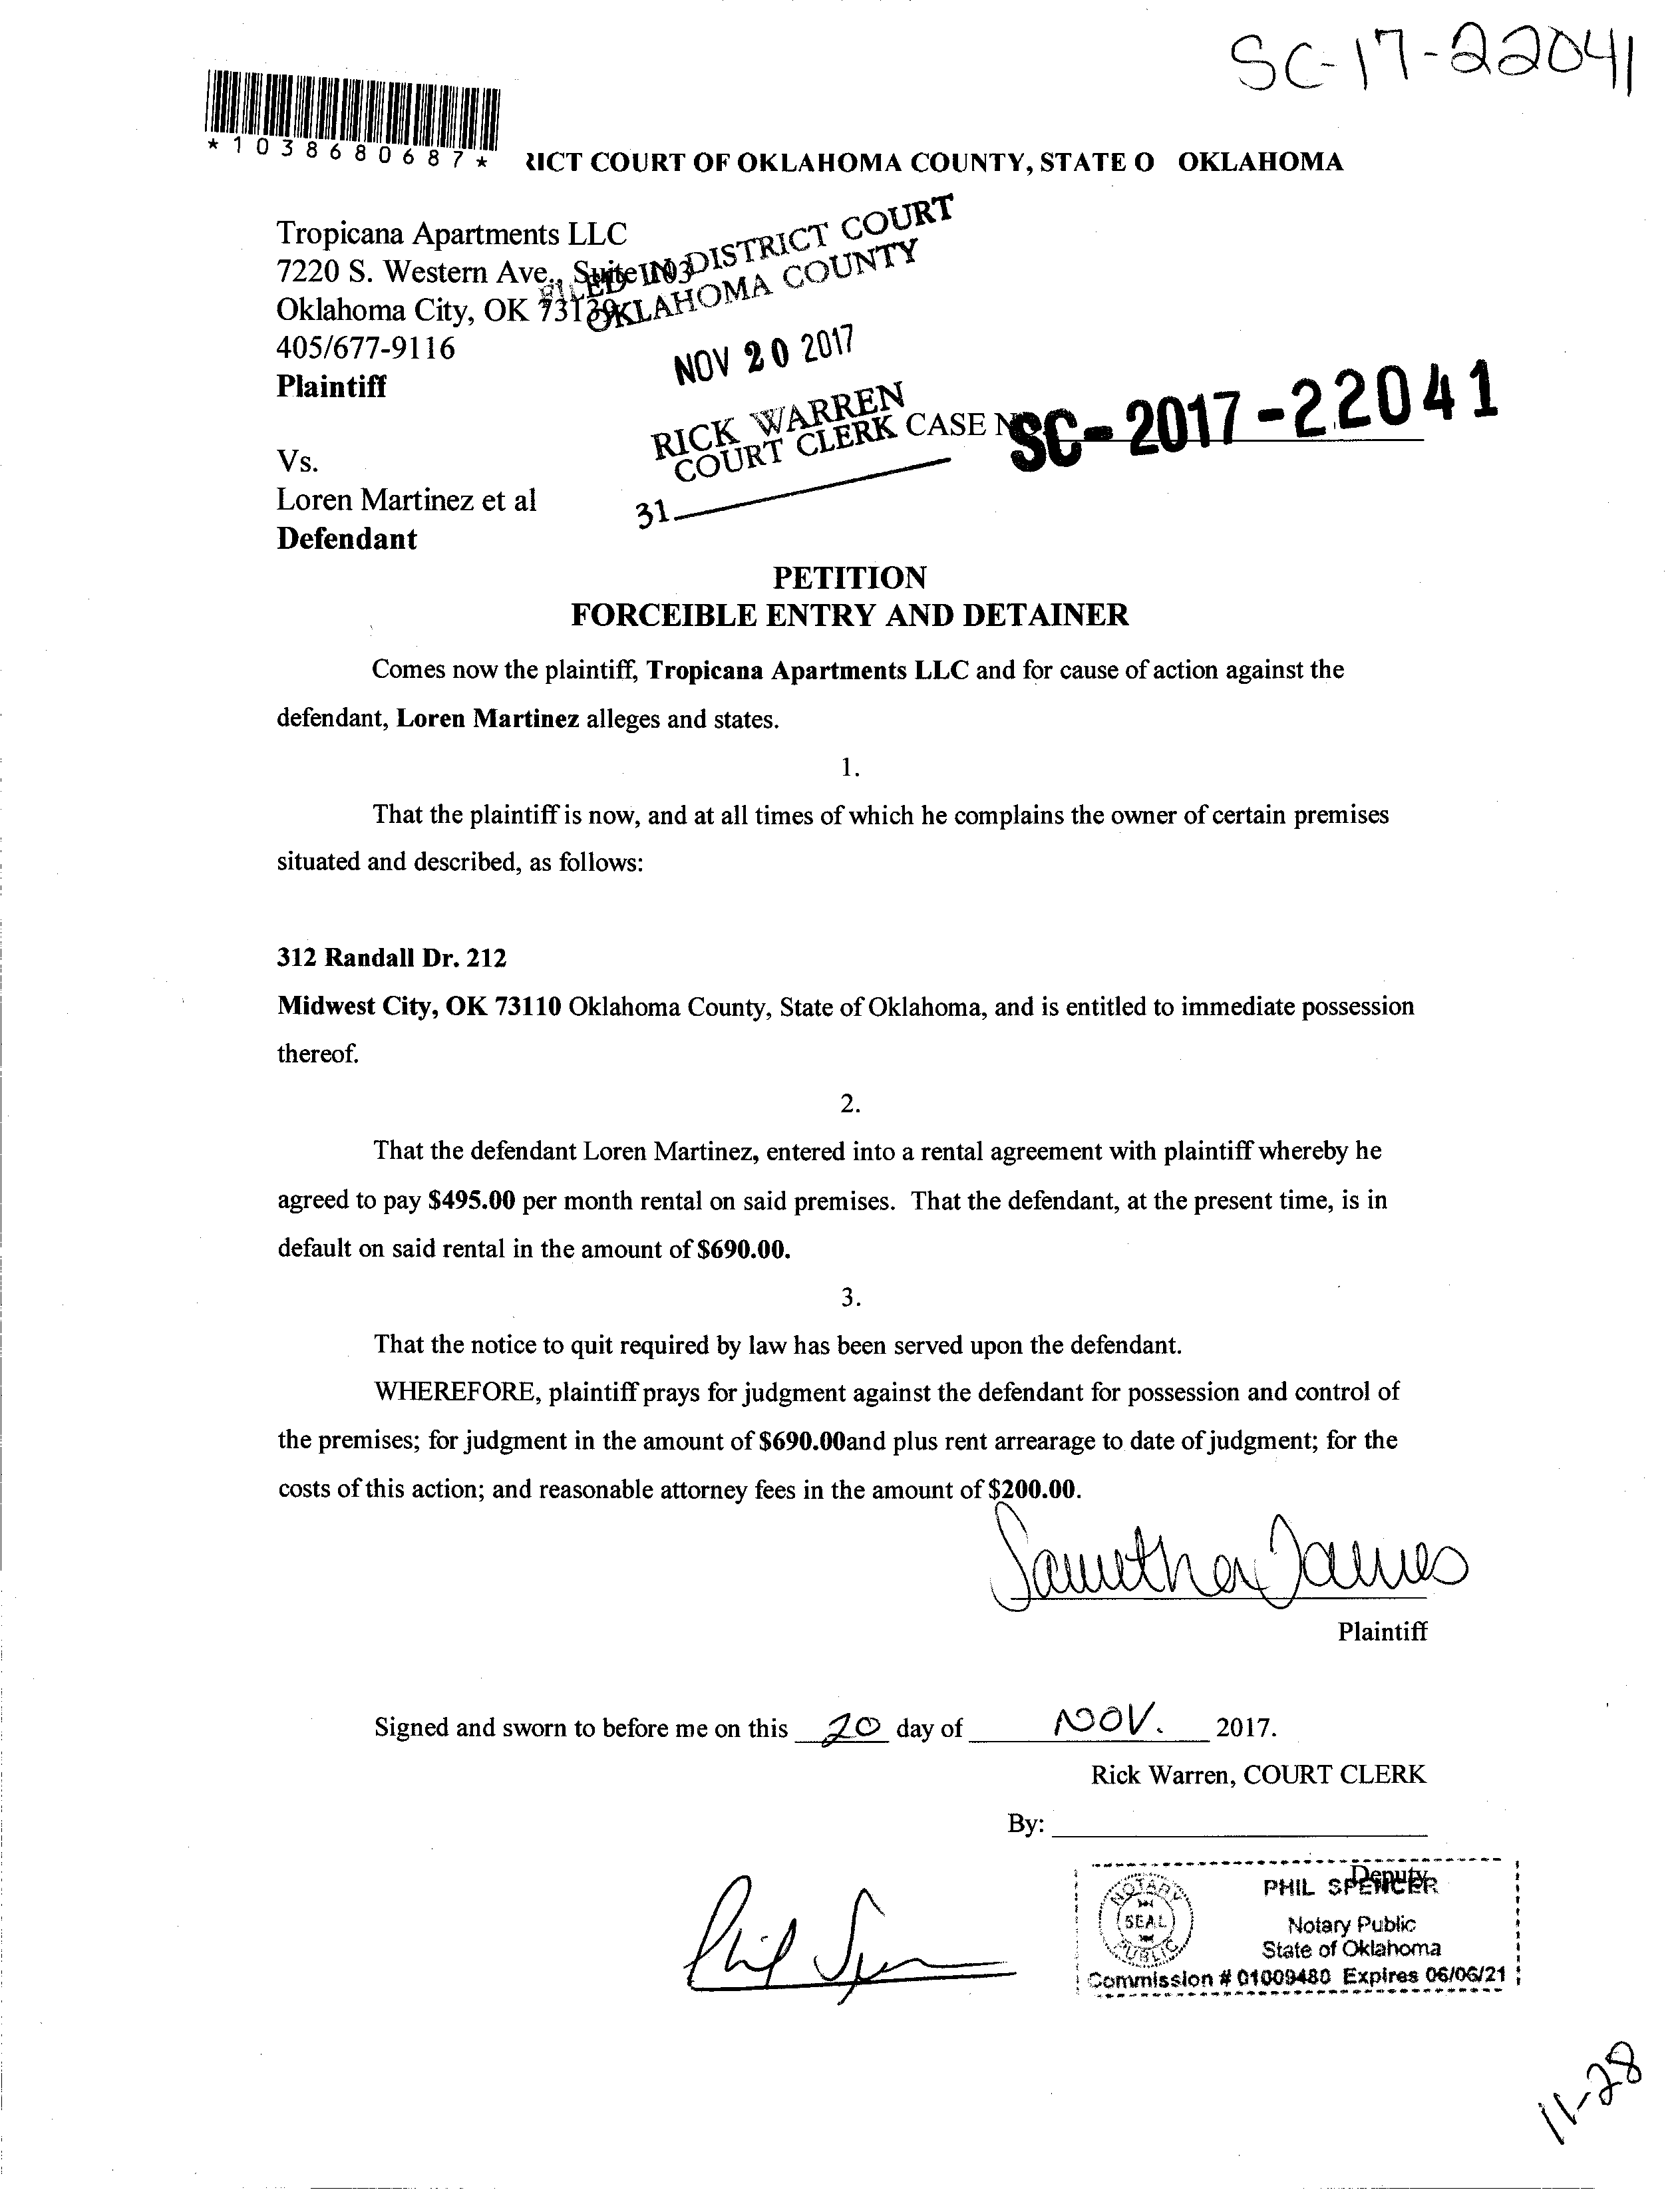 SC-17-22041
*1038680687*
RICT COURT OF OKLAHOMA COUNTY, STATE O OKLAHOMA
Tropicana Apartments LLC
7220 S. Western Ave., Suite 103
Oklahoma City, OK 73139
405/677-9116
Plaintiff
FILED IN DISTRICT COURT
OKLAHOMA COUNTY
NOV 20 2017
RICK WARREN
COURT CLERK
31
CASE N
SC-2017-22041
Vs.
Loren Martinez et al
Defendant
PETITION
FORCEIBLE ENTRY AND DETAINER
Comes now the plaintiff, Tropicana Apartments LLC and for cause of action against the
defendant, Loren Martinez alleges and states.
1.
That the plaintiff is now, and at all times of which he complains the owner of certain premises
situated and described, as follows:
312 Randall Dr. 212
Midwest City, OK 73110 Oklahoma County, State of Oklahoma, and is entitled to immediate possession
thereof.
2.
That the defendant Loren Martinez, entered into a rental agreement with plaintiff whereby he
agreed to pay $495.00 per month rental on said premises. That the defendant, at the present time, is in
default on said rental in the amount of $690.00.
3.
That the notice to quit required by law has been served upon the defendant.
WHEREFORE, plaintiff prays for judgment against the defendant for possession and control of
the premises; for judgment in the amount of $690.00and plus rent arrearage to date of judgment; for the
costs of this action; and reasonable attorney fees in the amount of $200.00.
James
Plaintiff
Signed and sworn to before me on this 20 day of NOV. 2017.
Rick Warren, COURT CLERK
By:
Deputy
PHIL SPENCER
Notary Public
State of Oklahoma
Commission # 01009480 Expires 06/06/21
NOTARY
SEAL
PUBLIC
Phil Spen
11-28